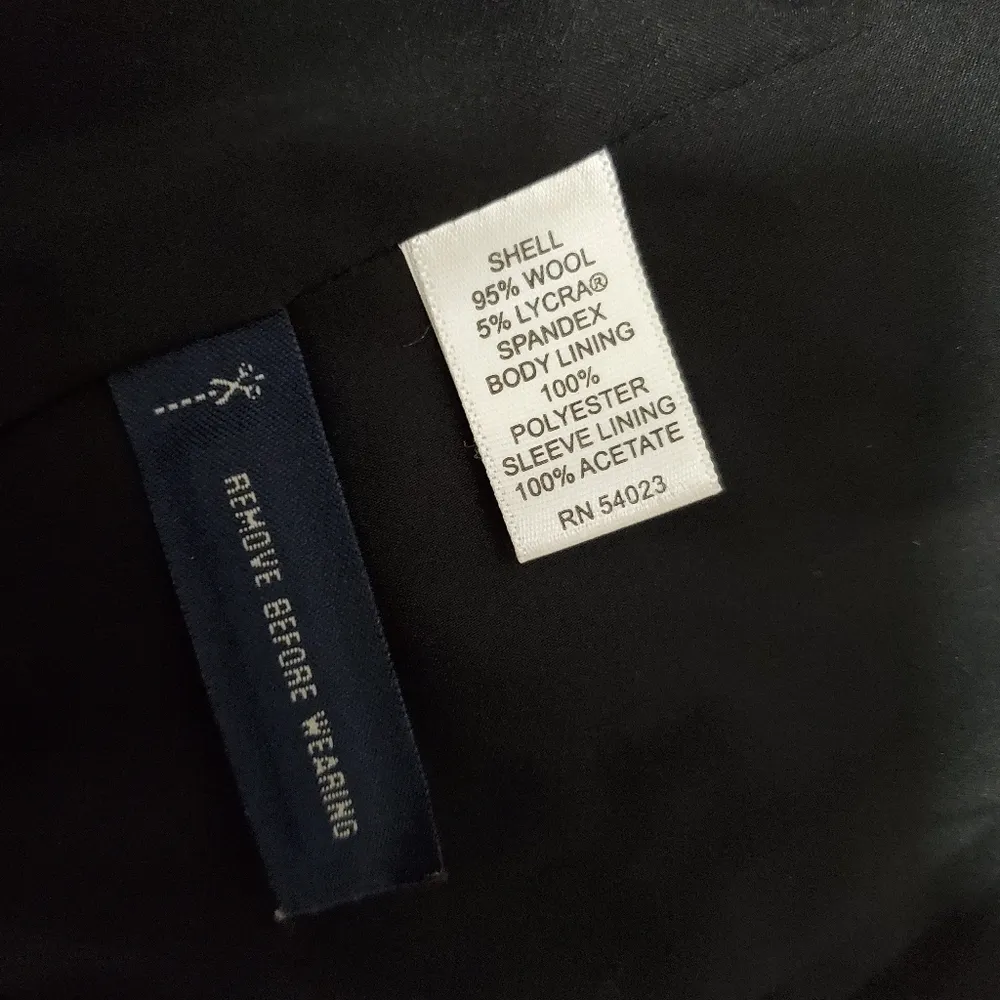 SHELL
95% WOOL
5% LYCRA®
SPANDEX
BODY LINING
100%
POLYESTER
SLEEVE LINING
100% ACETATE
RN 54023
REMOVE BEFORE WEARING